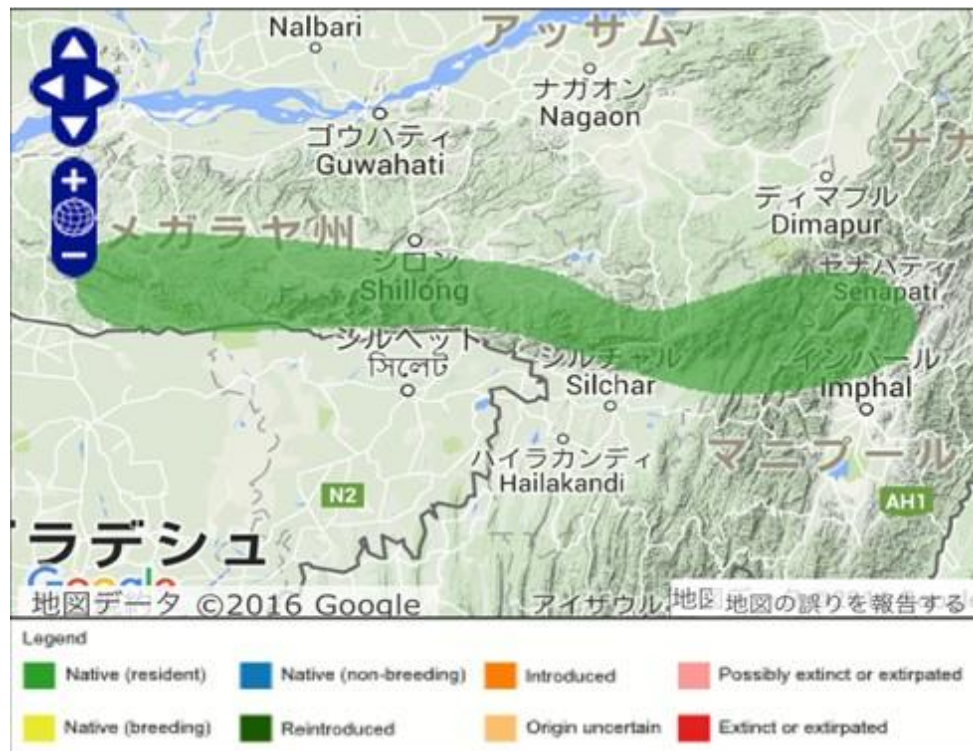 Nalbari
アッサム
ナガオン
Nagaon
ゴウハティ
Guwahati
ナガ
ディマプル
Dimapur
メガラヤ州
シロン
Shillong
セナパティ
Senapati
シルヘット
সিলেট
シルチャル
Silchar
インパール
Imphal
ハイラカンディ
Hailakandi
マニプール
N2
AH1
ラデシュ
Google
地図データ ©2016 Google
アイザウル
地図の誤りを報告する
Legend
Native (resident)
Native (non-breeding)
Introduced
Possibly extinct or extirpated
Native (breeding)
Reintroduced
Origin uncertain
Extinct or extirpated